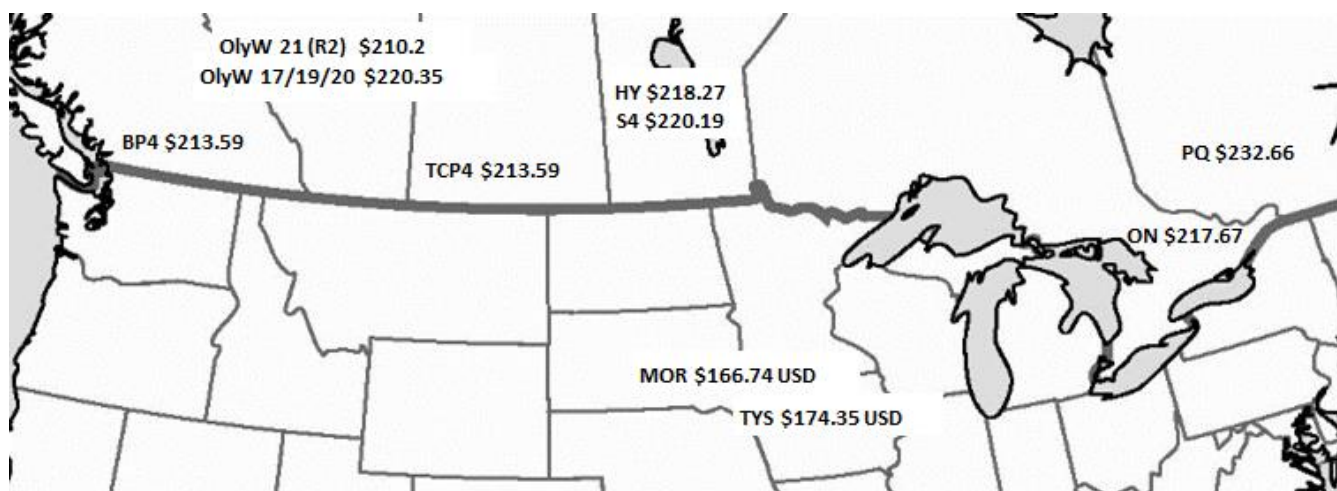 OlyW 21 (R2) $210.2
OlyW 17/19/20 $220.35
HY $218.27
S4 $220.19
BP4 $213.59
TCP4 $213.59
PQ $232.66
ON $217.67
MOR $166.74 USD
TYS $174.35 USD